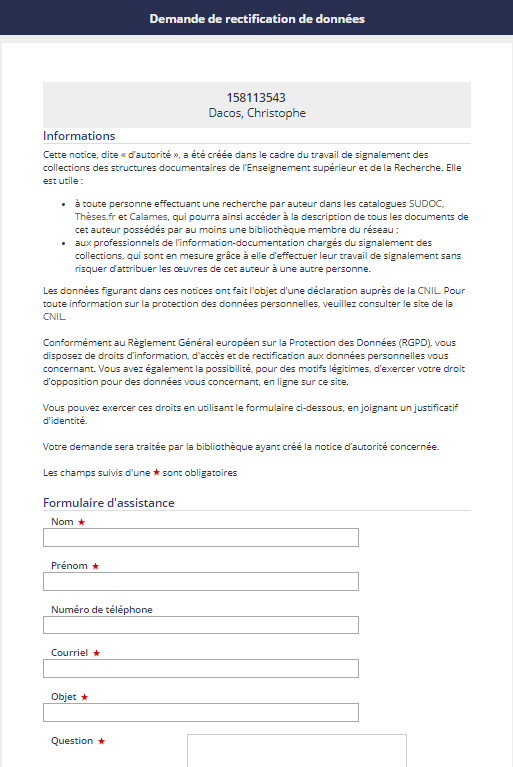 Demande de rectification de données
158113543
Dacos, Christophe
Informations
Cette notice, dite « d'autorité », a été créée dans le cadre du travail de signalement des
collections des structures documentaires de l'Enseignement supérieur et de la Recherche. Elle
est utile :
• à toute personne effectuant une recherche par auteur dans les catalogues SUDOC,
Thèses.fr et Calames, qui pourra ainsi accéder à la description de tous les documents de
cet auteur possédés par au moins une bibliothèque membre du réseau ;
• aux professionnels de l'information-documentation chargés du signalement des
collections, qui sont en mesure grâce à elle d'effectuer leur travail de signalement sans
risquer d'attribuer les œuvres de cet auteur à une autre personne.
Les données figurant dans ces notices ont fait l'objet d'une déclaration auprès de la CNIL. Pour
toute information sur la protection des données personnelles, veuillez consulter le site de la
CNIL.
Conformément au Règlement Général européen sur la Protection des Données (RGPD), vous
disposez de droits d'information, d'accès et de rectification aux données personnelles vous
concernant. Vous avez également la possibilité, pour des motifs légitimes, d'exercer votre droit
d'opposition pour des données vous concernant, en ligne sur ce site.
Vous pouvez exercer ces droits en utilisant le formulaire ci-dessous, en joignant un justificatif
d'identité.
Votre demande sera traitée par la bibliothèque ayant créé la notice d'autorité concernée.
Les champs suivis d'une ★ sont obligatoires
Formulaire d'assistance
Nom ★
Prénom ★
Numéro de téléphone
Courriel ★
Objet ★
Question ★